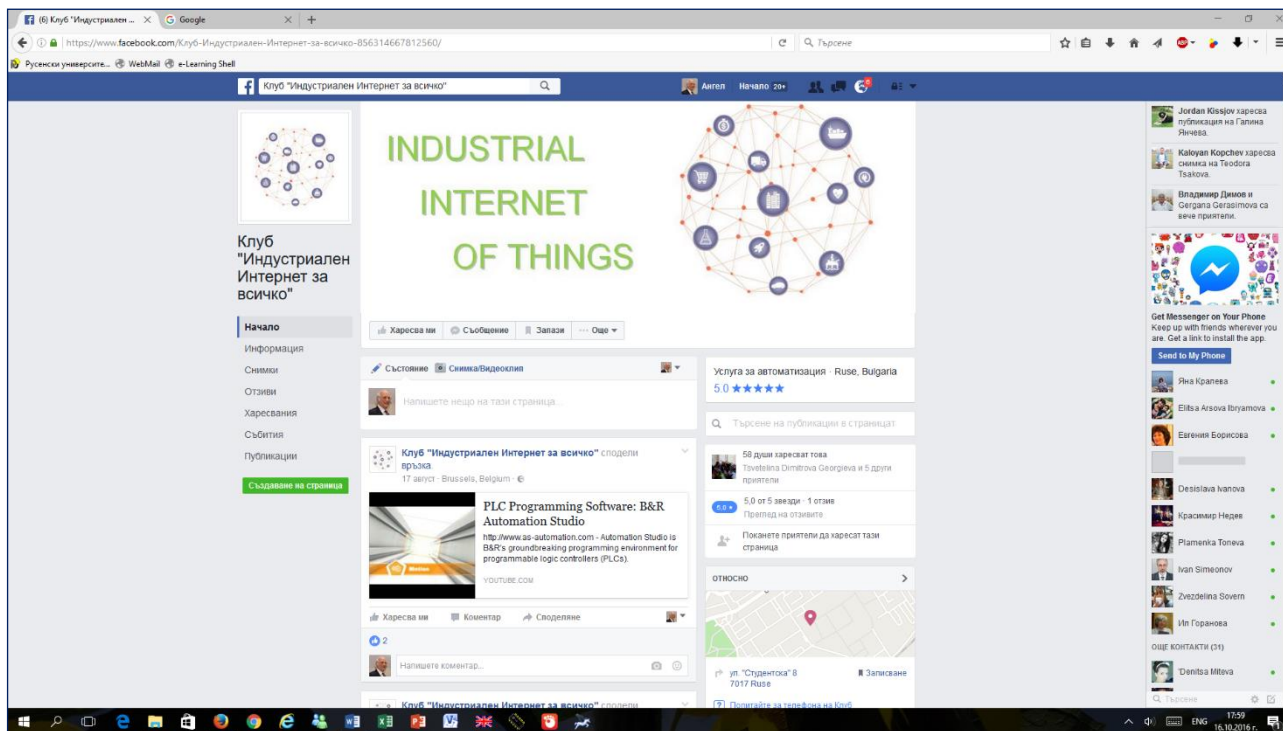 (6) Клуб "Индустриален ...
Google
https://www.facebook.com/Клуб-Индустриален-Интернет-за-всичко-856314667812560/
Търсене
Русенски университе...
WebMail
e-Learning Shell
Клуб "Индустриален Интернет за всичко"
Ангел
Начало 20+
INDUSTRIAL
INTERNET
OF THINGS
Клуб
"Индустриален
Интернет за
всичко"
Начало
Информация
Снимки
Отзиви
Харесвания
Събития
Публикации
Създаване на страница
Харесва ми
Съобщение
Запази
Още
Състояние
Снимка/Видеоклип
Напишете нещо на тази страница...
Клуб "Индустриален Интернет за всичко" сподели
връзка.
17 август · Brussels, Belgium ·
PLC Programming Software: B&R
Automation Studio
http://www.as-automation.com - Automation Studio is
B&R's groundbreaking programming environment for
programmable logic controllers (PLCs).
YOUTUBE.COM
Харесва ми
Коментар
Споделяне
2
Напишете коментар...
Клуб "Индустриален Интернет за всичко" сподели
Услуга за автоматизация · Ruse, Bulgaria
5.0 ★★★★★
Търсене на публикации в страницат
58 души харесват това
Tsvetelina Dimitrova Georgieva и 5 други
приятели
5,0 от 5 звезди · 1 отзив
Преглед на отзивите
Поканете приятели да харесат тази
страница
ОТНОСНО
ул. "Студентска" 8
7017 Ruse
Записване
Попитайте за телефона на Клуб
Jordan Kissjov харесва
публикация на Галина
Янчева.
Kaloyan Kopchev харесва
снимка на Teodora
Tsakova.
Владимир Димов и
Gergana Gerasimova са
вече приятели.
Get Messenger on Your Phone
Keep up with friends wherever you
are. Get a link to install the app.
Send to My Phone
Яна Крапева
Elitsa Arsova Ibryamova
Евгения Борисова
Desislava Ivanova
Красимир Недев
Plamenka Toneva
Ivan Simeonov
Zvezdelina Sovern
Ил Горанова
ОЩЕ КОНТАКТИ (31)
'Denitsa Miteva
Търсене
ENG
17:59
16.10.2016 г.